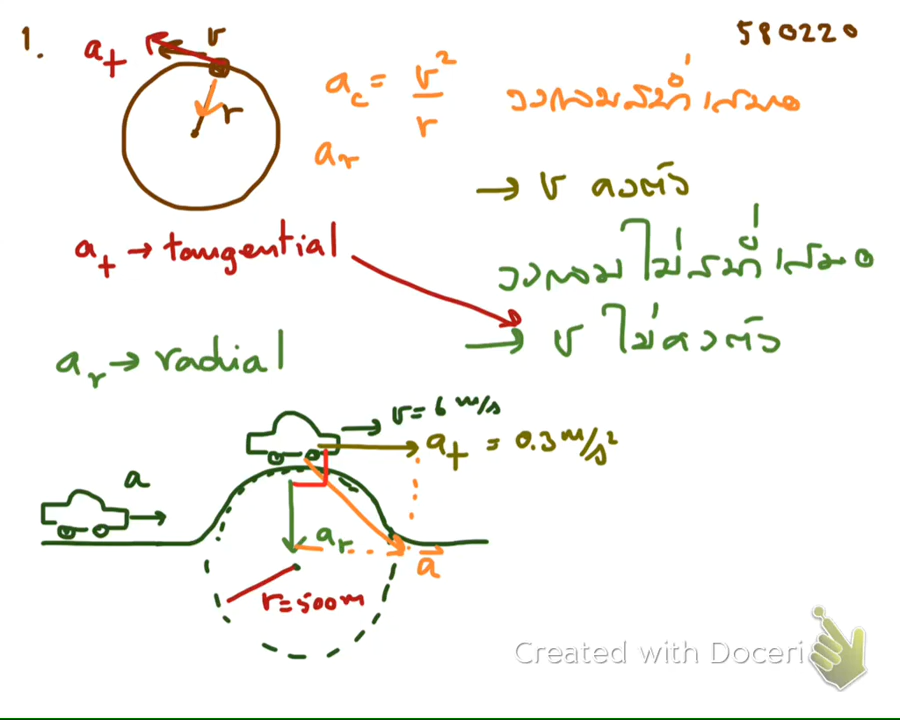 1.
580220
a_t
v
r
a_c = v²/r
วงกลมสม่ำเสมอ
a_r
→ v คงตัว
a_t → tangential
วงกลมไม่สม่ำเสมอ
→ v ไม่คงตัว
a_r → radial
v = 6 m/s
a_t = 0.3 m/s²
a
a_r
a⃗
r = 500 m
Created with Doceri